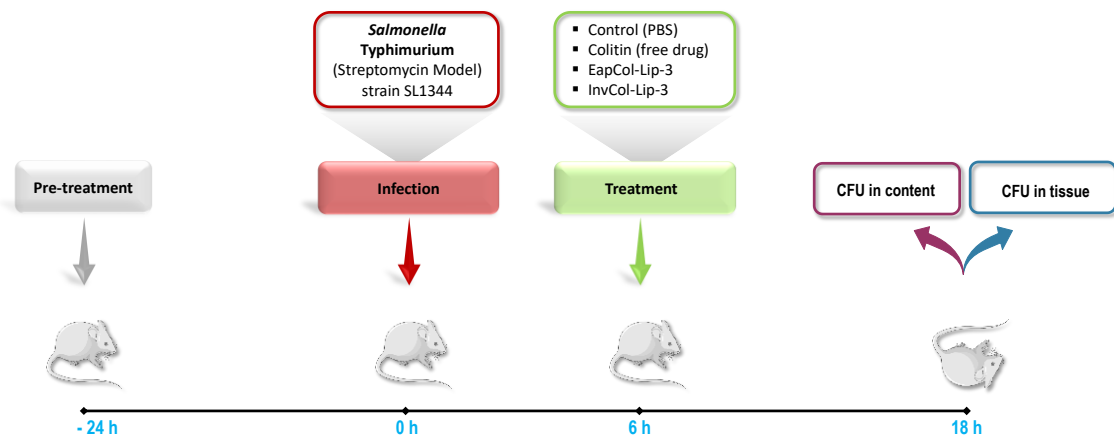 Salmonella
Typhimurium
(Streptomycin Model)
strain SL1344
▪ Control (PBS)
▪ Colitin (free drug)
▪ EapCol-Lip-3
▪ InvCol-Lip-3
Pre-treatment
Infection
Treatment
CFU in content
CFU in tissue
- 24 h
0 h
6 h
18 h